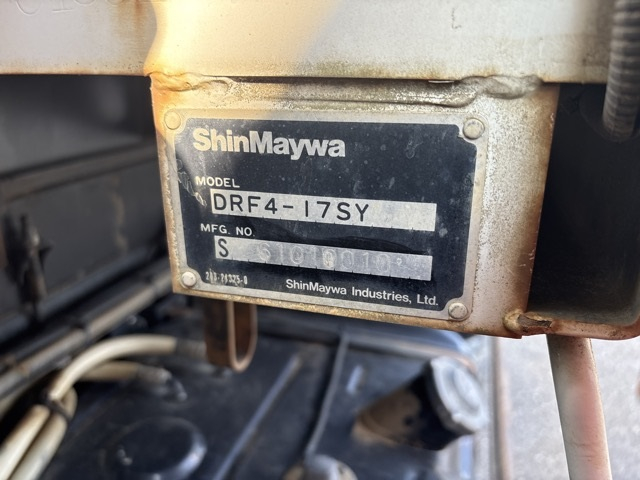 ShinMaywa
MODEL
DRF4-17SY
MFG. NO.
S
ShinMaywa Industries, Ltd.